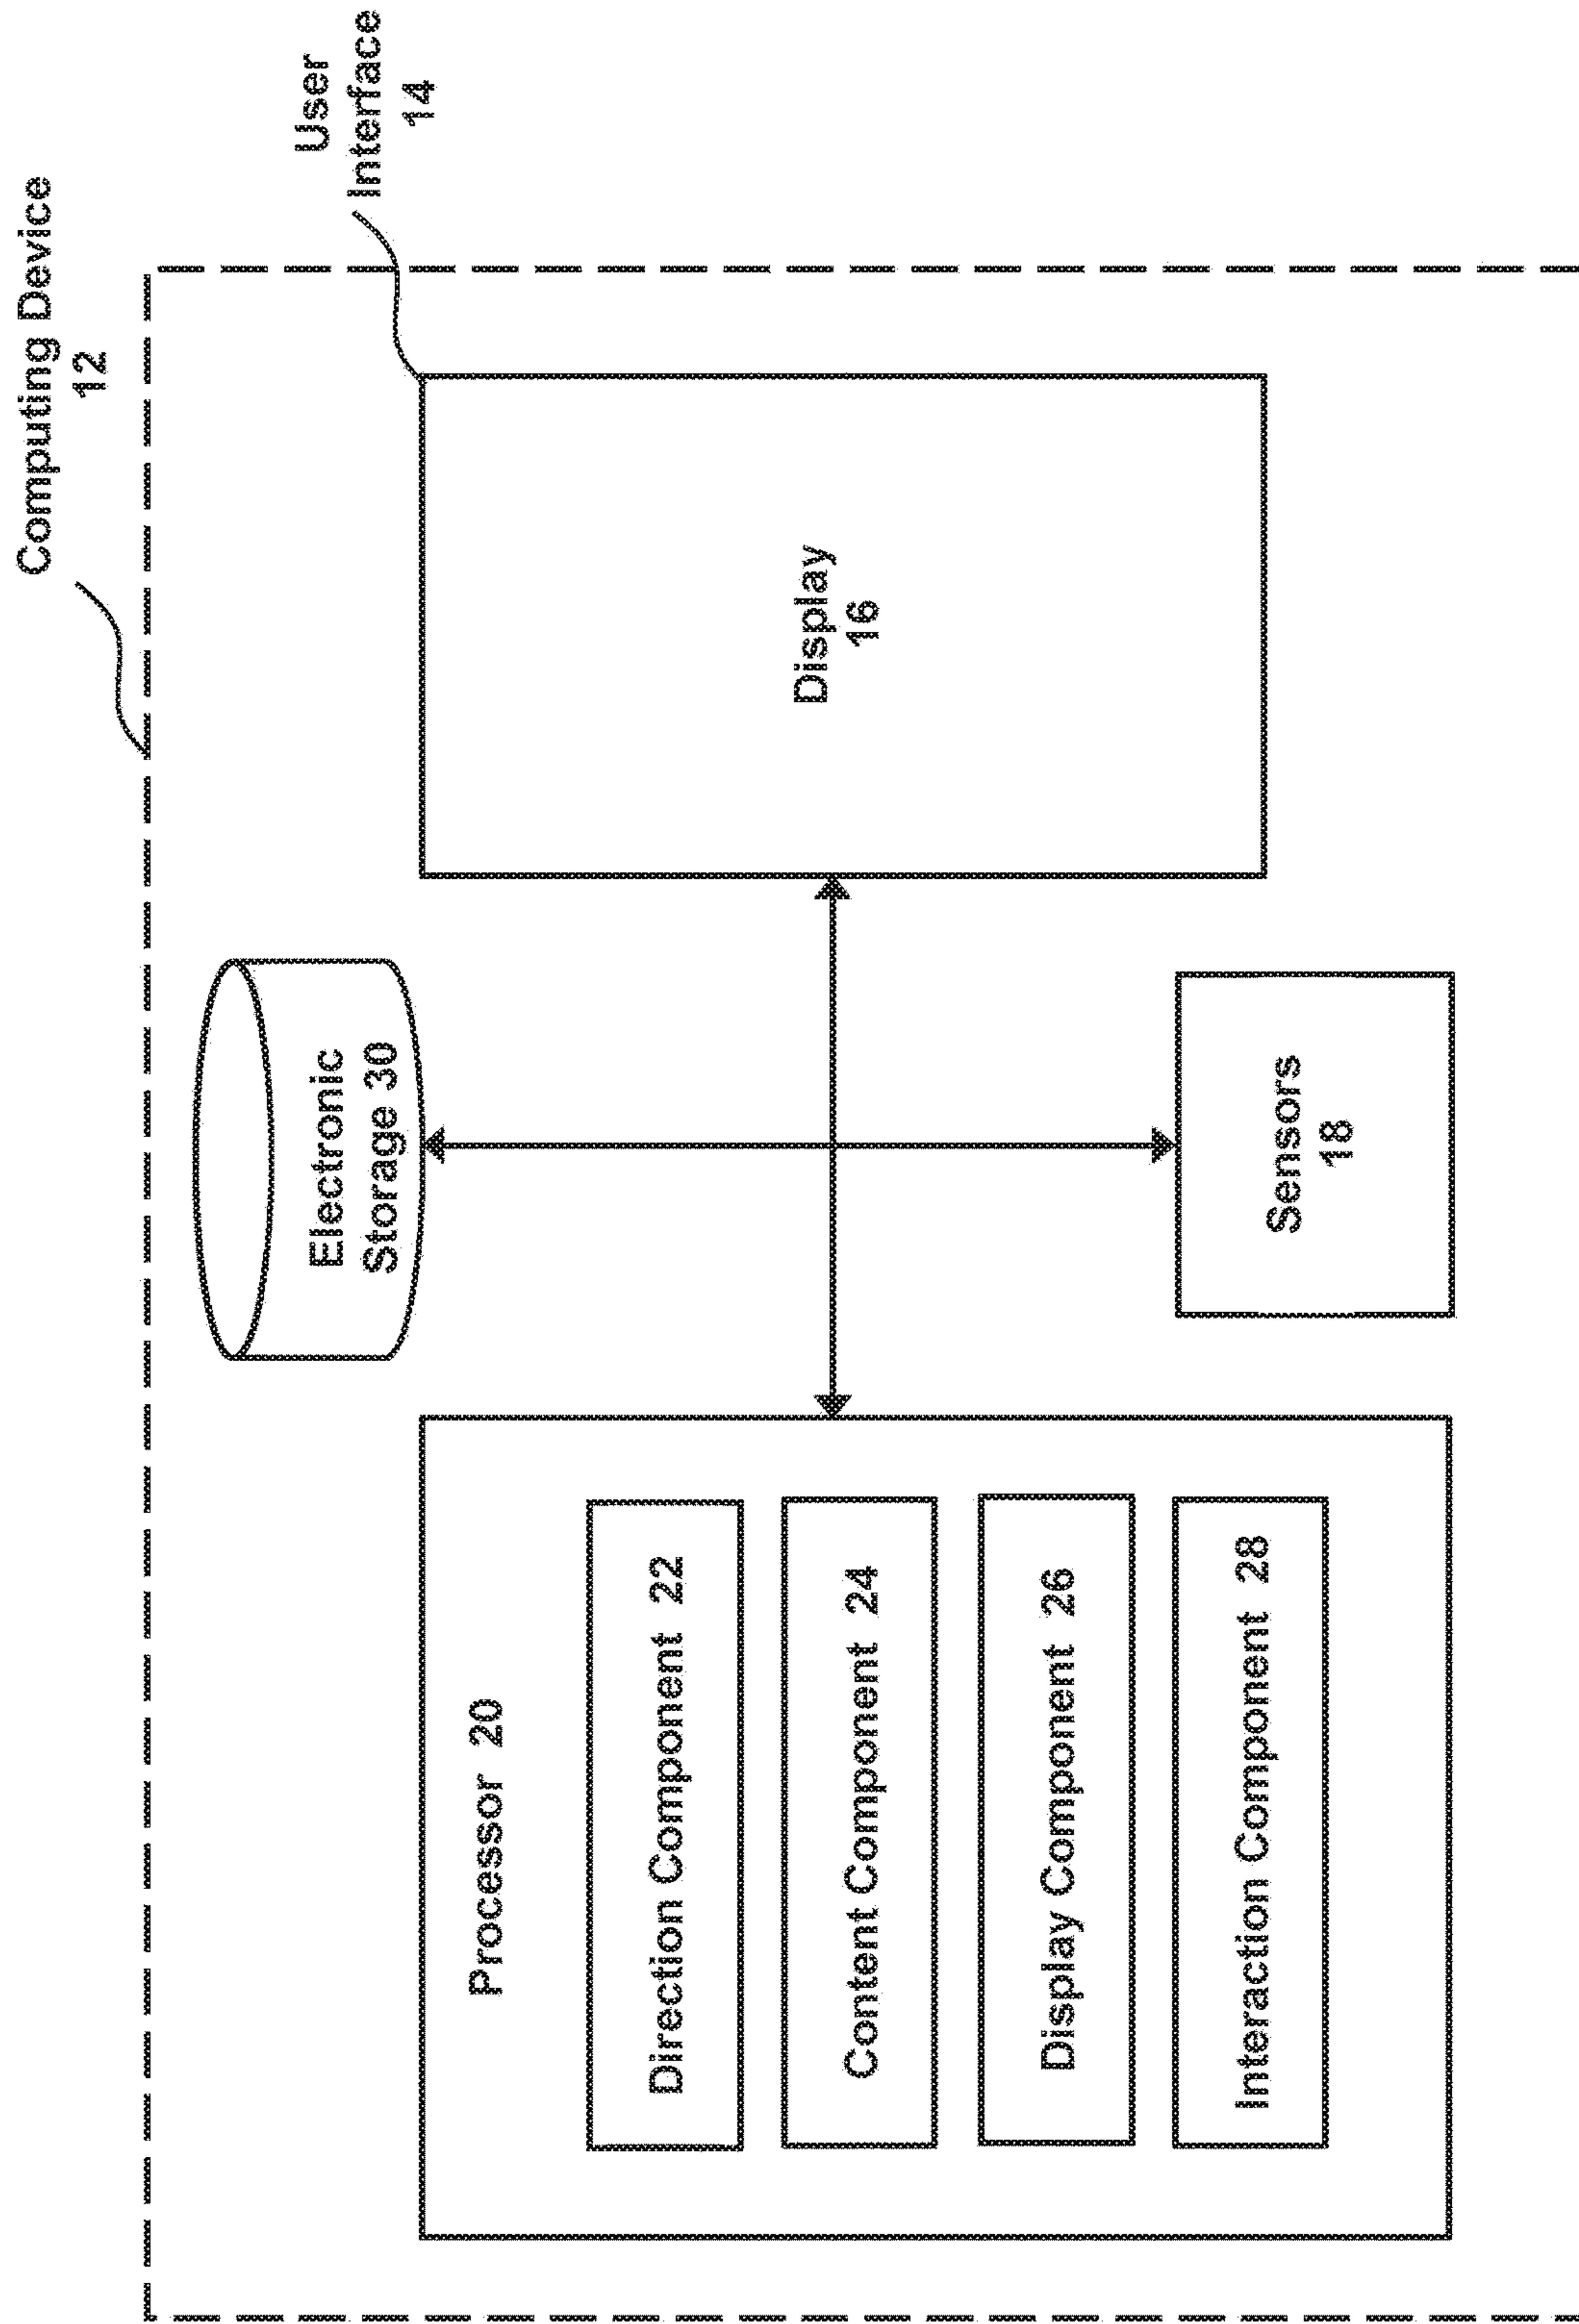 Computing Device
12
User
Interface
14
Electronic
Storage 30
Processor 20
Direction Component 22
Content Component 24
Display Component 26
Interaction Component 28
Display
16
Sensors
18